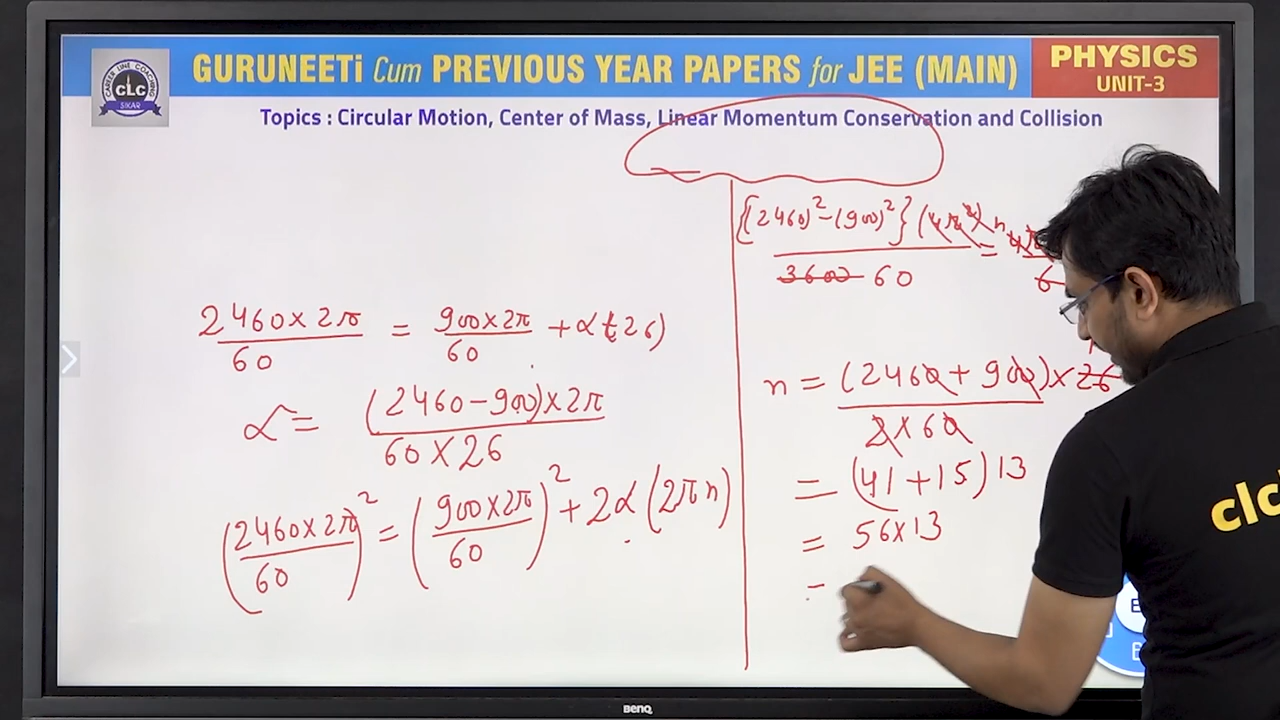 CAREER LINE COACHING
CLC
SIKAR
GURUNEETi Cum PREVIOUS YEAR PAPERS for JEE (MAIN)
PHYSICS
UNIT-3
Topics : Circular Motion, Center of Mass, Linear Momentum Conservation and Collision
2460×2π/60 = 900×2π/60 + α(26)
α = (2460-900)×2π/60×26
(2460×2π/60)² = (900×2π/60)² + 2α(2πn)
{(2460)²-(900)²}(4π²)/3600 60 =
n = (2460+900)×26/2×60
= (41+15)13
= 56×13
=
clc
BENQ